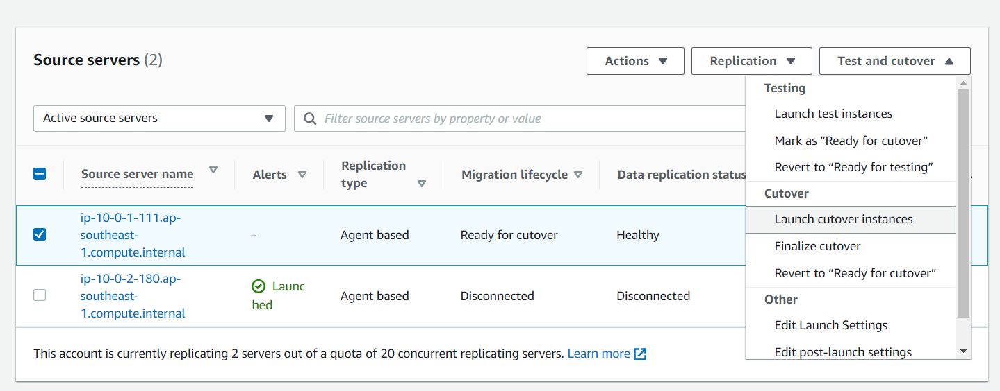 Source servers (2)
Actions
Replication
Test and cutover
Active source servers
Filter source servers by property or value
Testing
Launch test instances
Mark as “Ready for cutover“
Revert to “Ready for testing”
Cutover
Launch cutover instances
Finalize cutover
Revert to “Ready for cutover”
Other
Edit Launch Settings
Edit post-launch settings
Source server name
Alerts
Replication
type
Migration lifecycle
Data replication status
ip-10-0-1-111.ap-
southeast-
1.compute.internal
-
Agent based
Ready for cutover
Healthy
ip-10-0-2-180.ap-
southeast-
1.compute.internal
Launc
hed
Agent based
Disconnected
Disconnected
This account is currently replicating 2 servers out of a quota of 20 concurrent replicating servers. Learn more